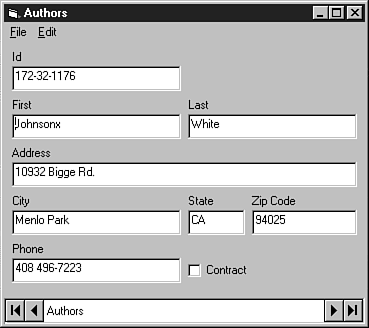 Authors
File Edit
Id
172-32-1176
First Last
Johnsonx White
Address
10932 Bigge Rd.
City State Zip Code
Menlo Park CA 94025
Phone
408 496-7223 Contract
Authors